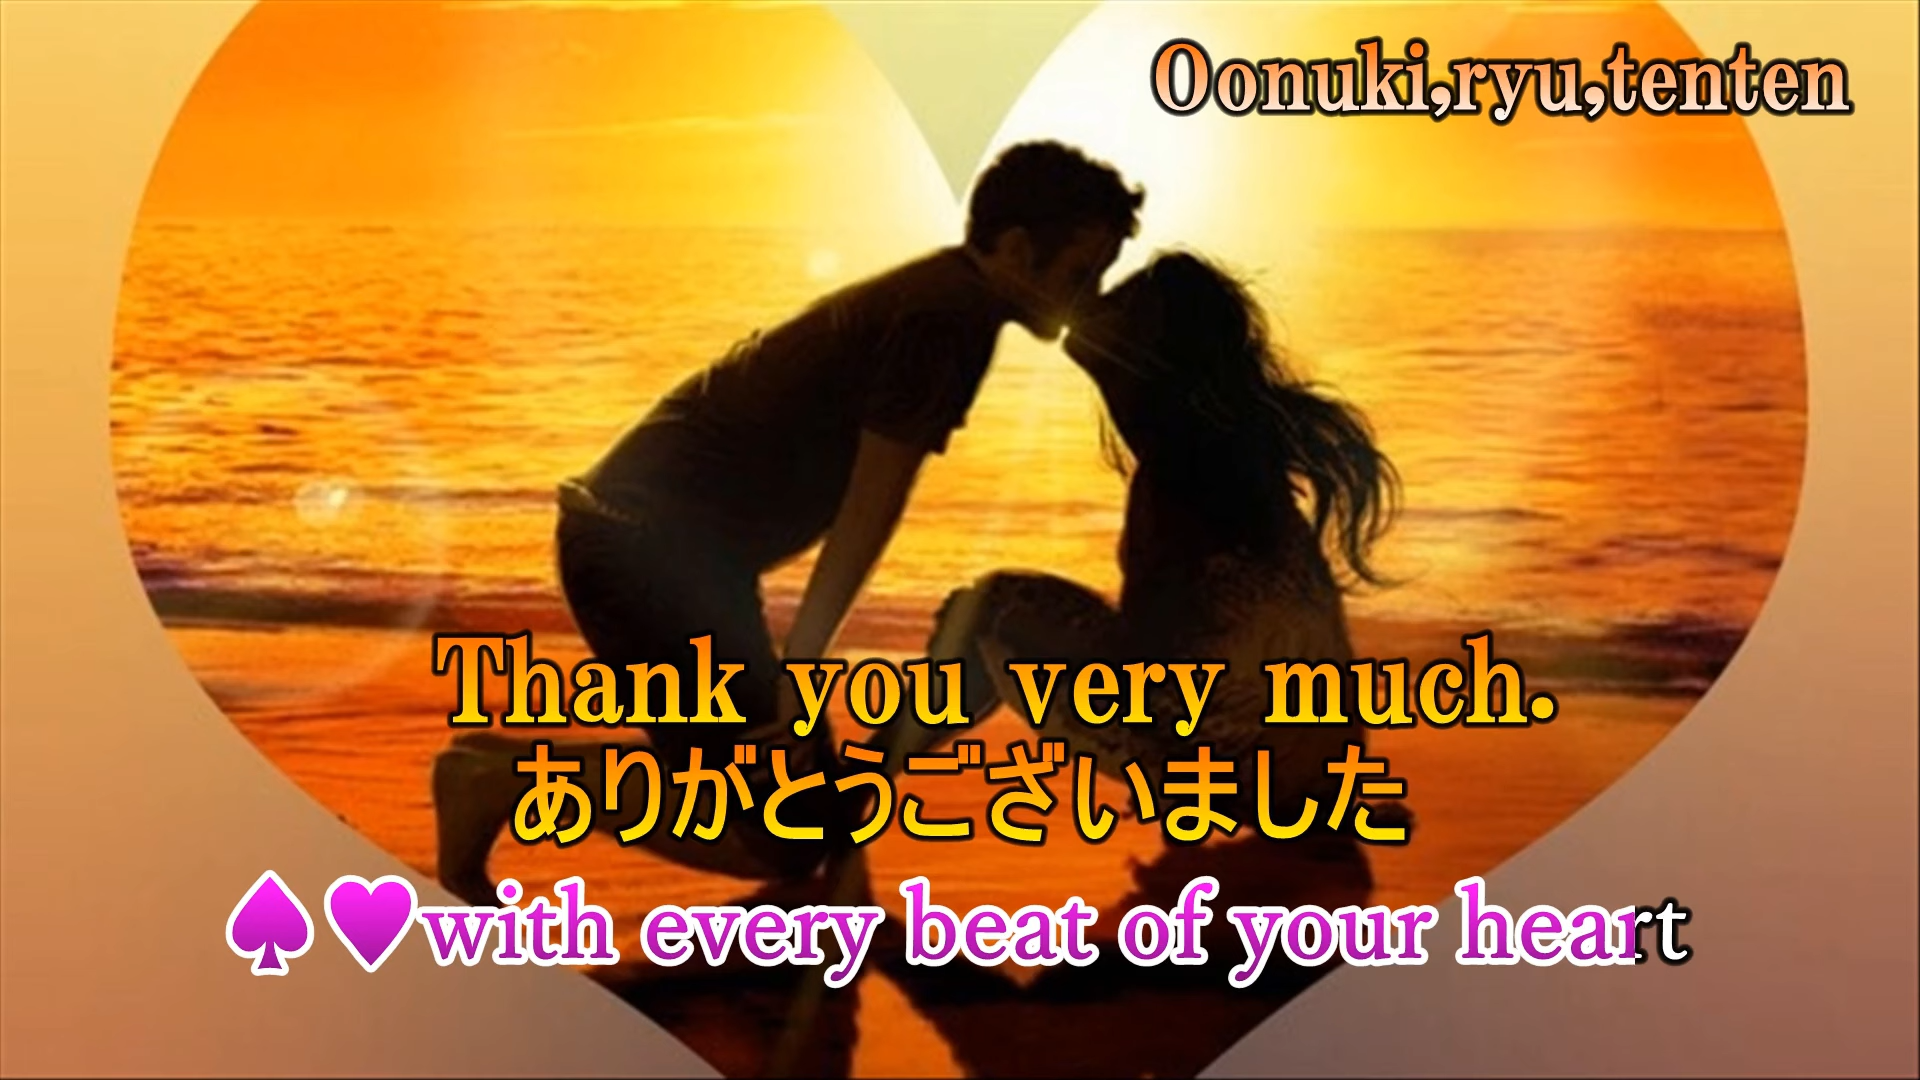 Oonuki,ryu,tenten
Thank you very much.
ありがとうございました
♠♥with every beat of your heart